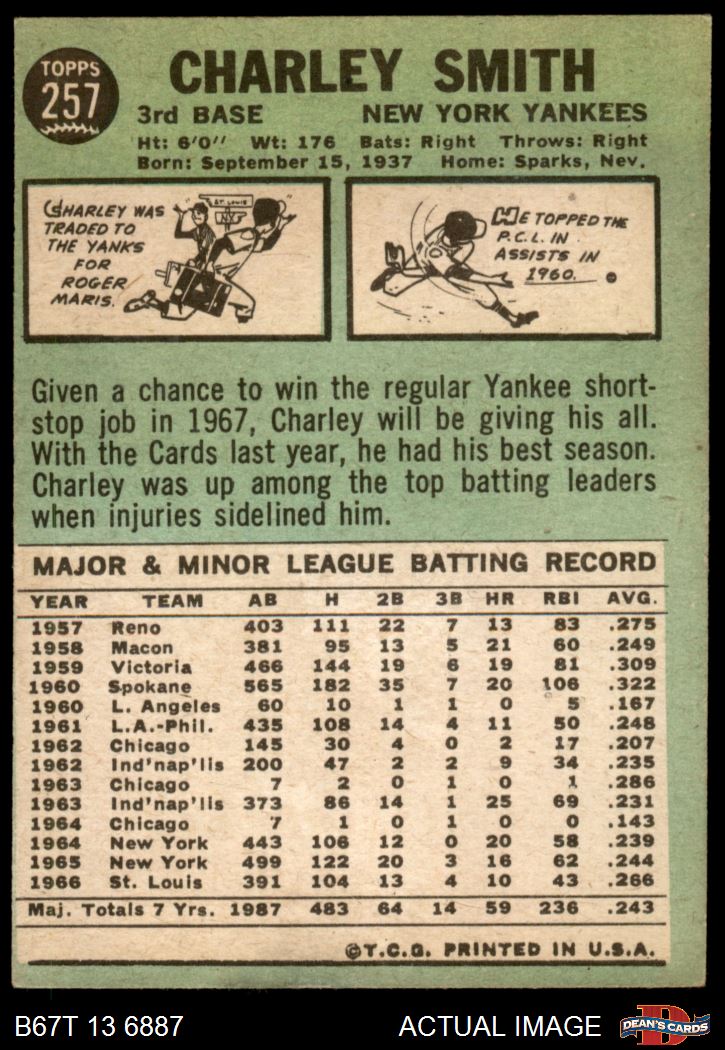 TOPPS
257
CHARLEY SMITH
3rd BASE NEW YORK YANKEES
Ht: 6'0" Wt: 176 Bats: Right Throws: Right
Born: September 15, 1937 Home: Sparks, Nev.
CHARLEY WAS
TRADED TO
THE YANKS
FOR
ROGER
MARIS.
ST. LOUIS
NY
HE TOPPED THE
P.C.L. IN
ASSISTS IN
1960.
Given a chance to win the regular Yankee short-
stop job in 1967, Charley will be giving his all.
With the Cards last year, he had his best season.
Charley was up among the top batting leaders
when injuries sidelined him.
MAJOR & MINOR LEAGUE BATTING RECORD
YEAR TEAM AB H 2B 3B HR RBI AVG.
1957 Reno 403 111 22 7 13 83 .275
1958 Macon 381 95 13 5 21 60 .249
1959 Victoria 466 144 19 6 19 81 .309
1960 Spokane 565 182 35 7 20 106 .322
1960 L. Angeles 60 10 1 1 0 5 .167
1961 L.A.-Phil. 435 108 14 4 11 50 .248
1962 Chicago 145 30 4 0 2 17 .207
1962 Ind'nap'lis 200 47 2 2 9 34 .235
1963 Chicago 7 2 0 1 0 1 .286
1963 Ind'nap'lis 373 86 14 1 25 69 .231
1964 Chicago 7 1 0 1 0 0 .143
1964 New York 443 106 12 0 20 58 .239
1965 New York 499 122 20 3 16 62 .244
1966 St. Louis 391 104 13 4 10 43 .266
Maj. Totals 7 Yrs. 1987 483 64 14 59 236 .243
©T.C.G. PRINTED IN U.S.A.
B67T 13 6887 ACTUAL IMAGE
D
DEAN'S CARDS